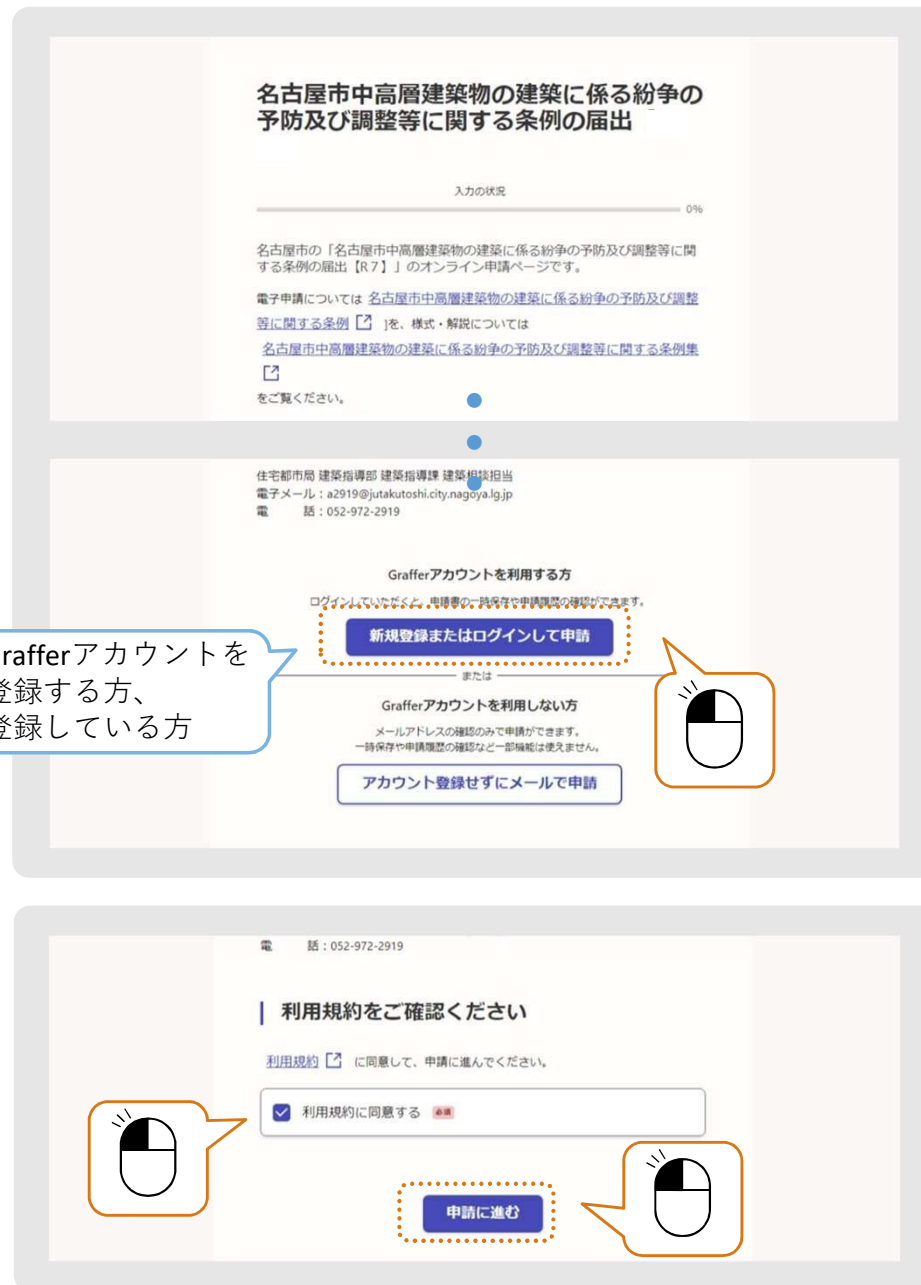 名古屋市中高層建築物の建築に係る紛争の
予防及び調整等に関する条例の届出
入力の状況
0%
名古屋市の「名古屋市中高層建築物の建築に係る紛争の予防及び調整等に関
する条例の届出【R7】」のオンライン申請ページです。
電子申請については 名古屋市中高層建築物の建築に係る紛争の予防及び調整
等に関する条例 ]を、様式・解説については
名古屋市中高層建築物の建築に係る紛争の予防及び調整等に関する条例集
をご覧ください。
住宅都市局 建築指導部 建築指導課 建築相談担当
電子メール：a2919@jutakutoshi.city.nagoya.lg.jp
電　　話：052-972-2919
Grafferアカウントを利用する方
ログインしていただくと、申請書の一時保存や申請履歴の確認ができます。
新規登録またはログインして申請
rafferアカウントを
登録する方、
登録している方
または
Grafferアカウントを利用しない方
メールアドレスの確認のみで申請ができます。
一時保存や申請履歴の確認など一部機能は使えません。
アカウント登録せずにメールで申請
電　　話：052-972-2919
利用規約をご確認ください
利用規約 に同意して、申請に進んでください。
利用規約に同意する 必須
申請に進む